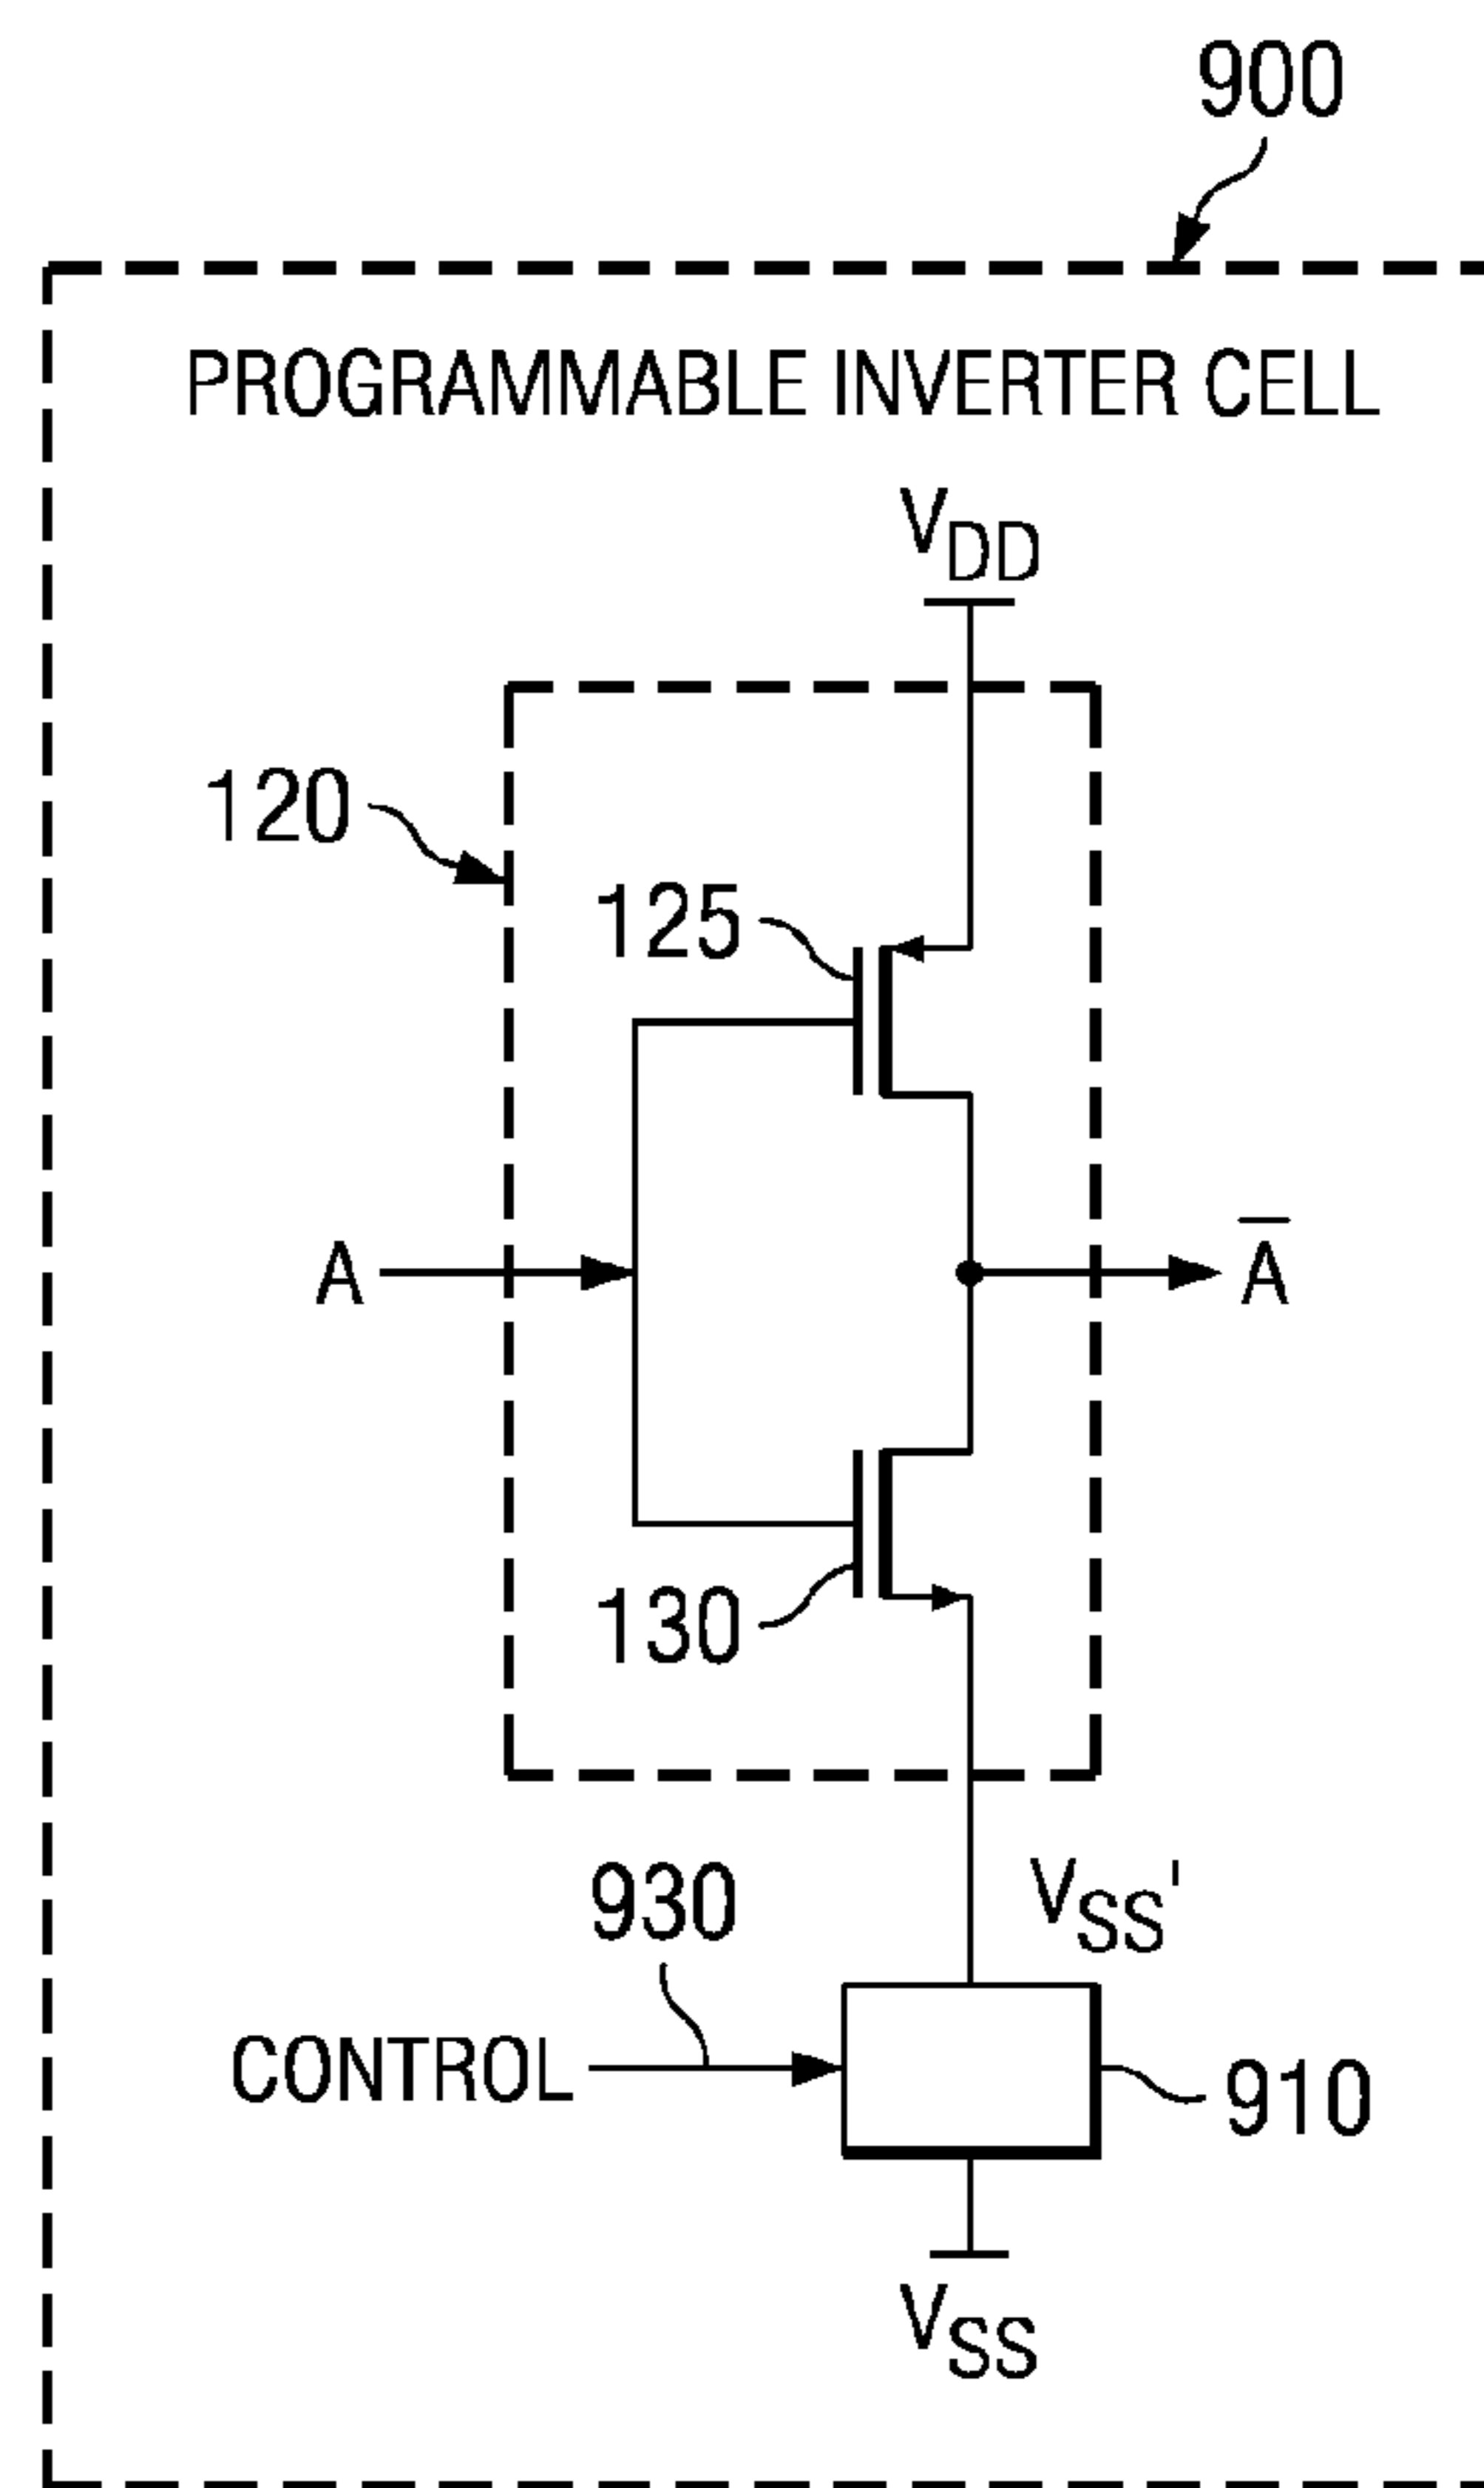 900
PROGRAMMABLE INVERTER CELL
VDD
120
125
A
A̅
130
VSS'
930
CONTROL
910
VSS